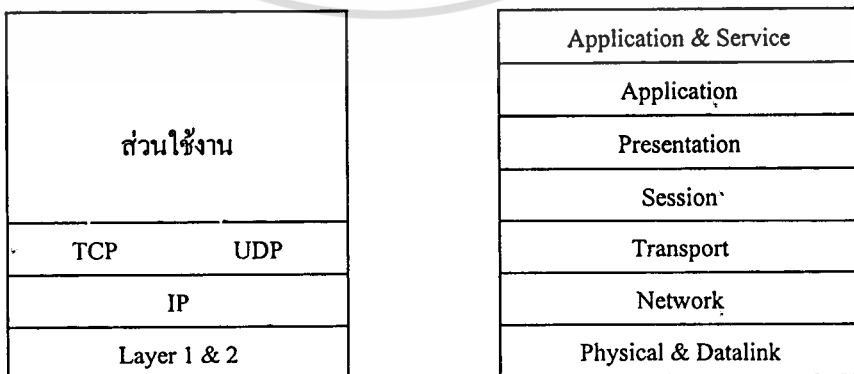 ส่วนใช้งาน
TCP UDP
IP
Layer 1 & 2
Application & Service
Application
Presentation
Session
Transport
Network
Physical & Datalink